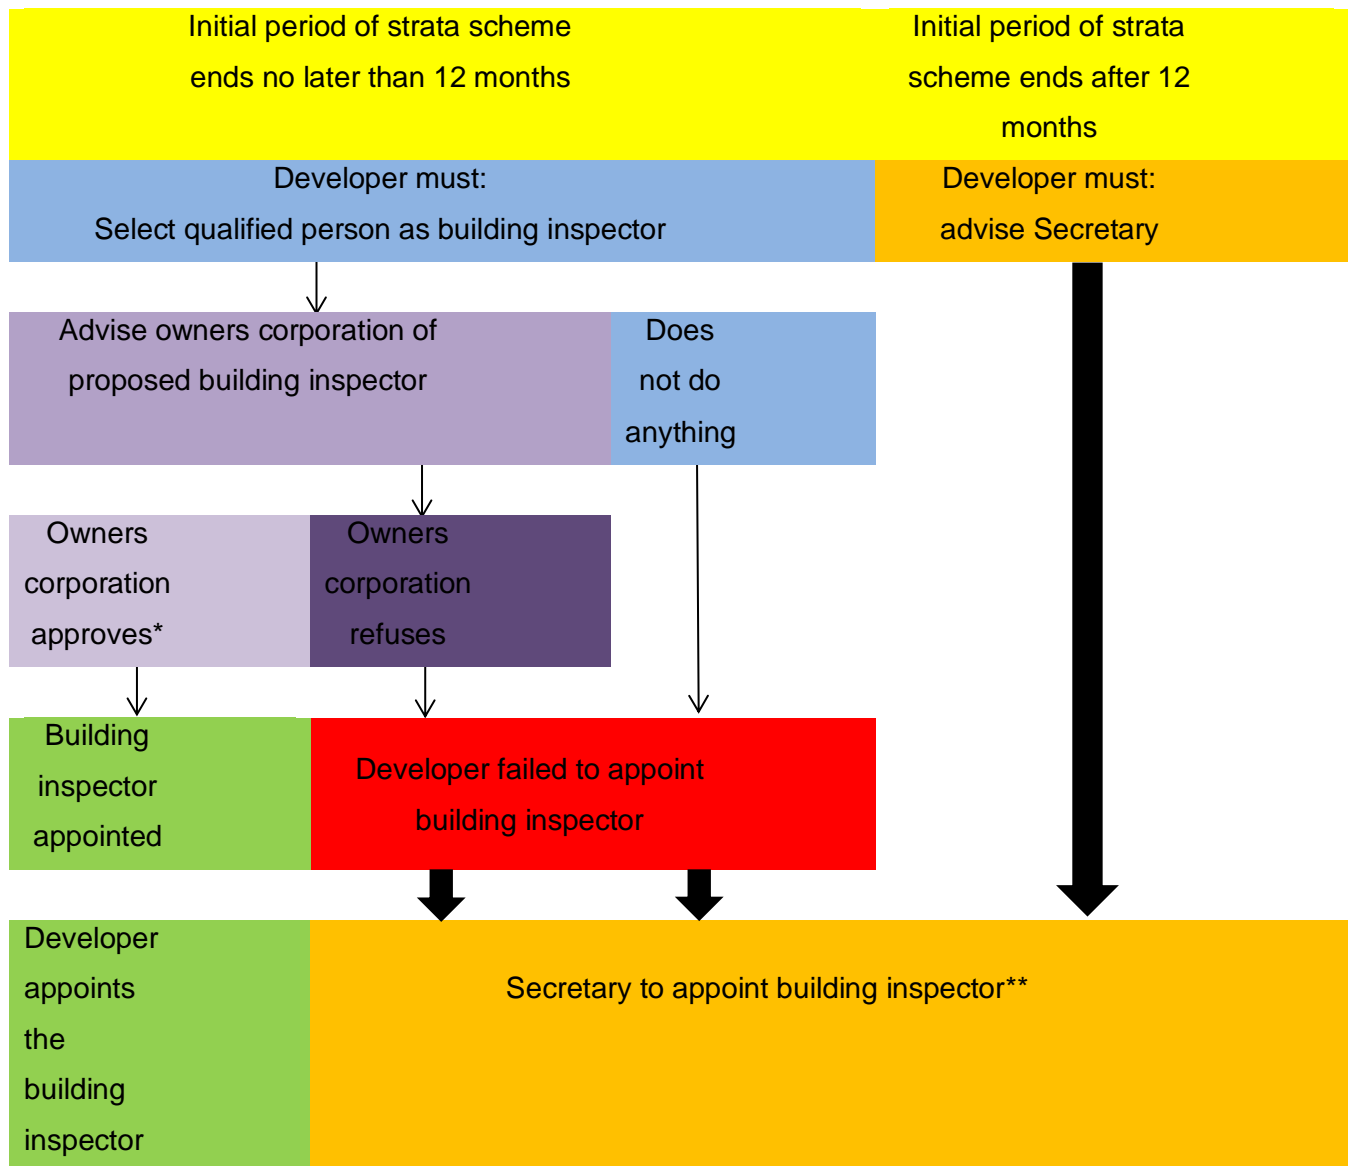 Initial period of strata scheme
ends no later than 12 months
Initial period of strata
scheme ends after 12
months
Developer must:
Select qualified person as building inspector
Developer must:
advise Secretary
Advise owners corporation of
proposed building inspector
Does
not do
anything
Owners
corporation
approves*
Owners
corporation
refuses
Building
inspector
appointed
Developer failed to appoint
building inspector
Developer
appoints
the
building
inspector
Secretary to appoint building inspector**